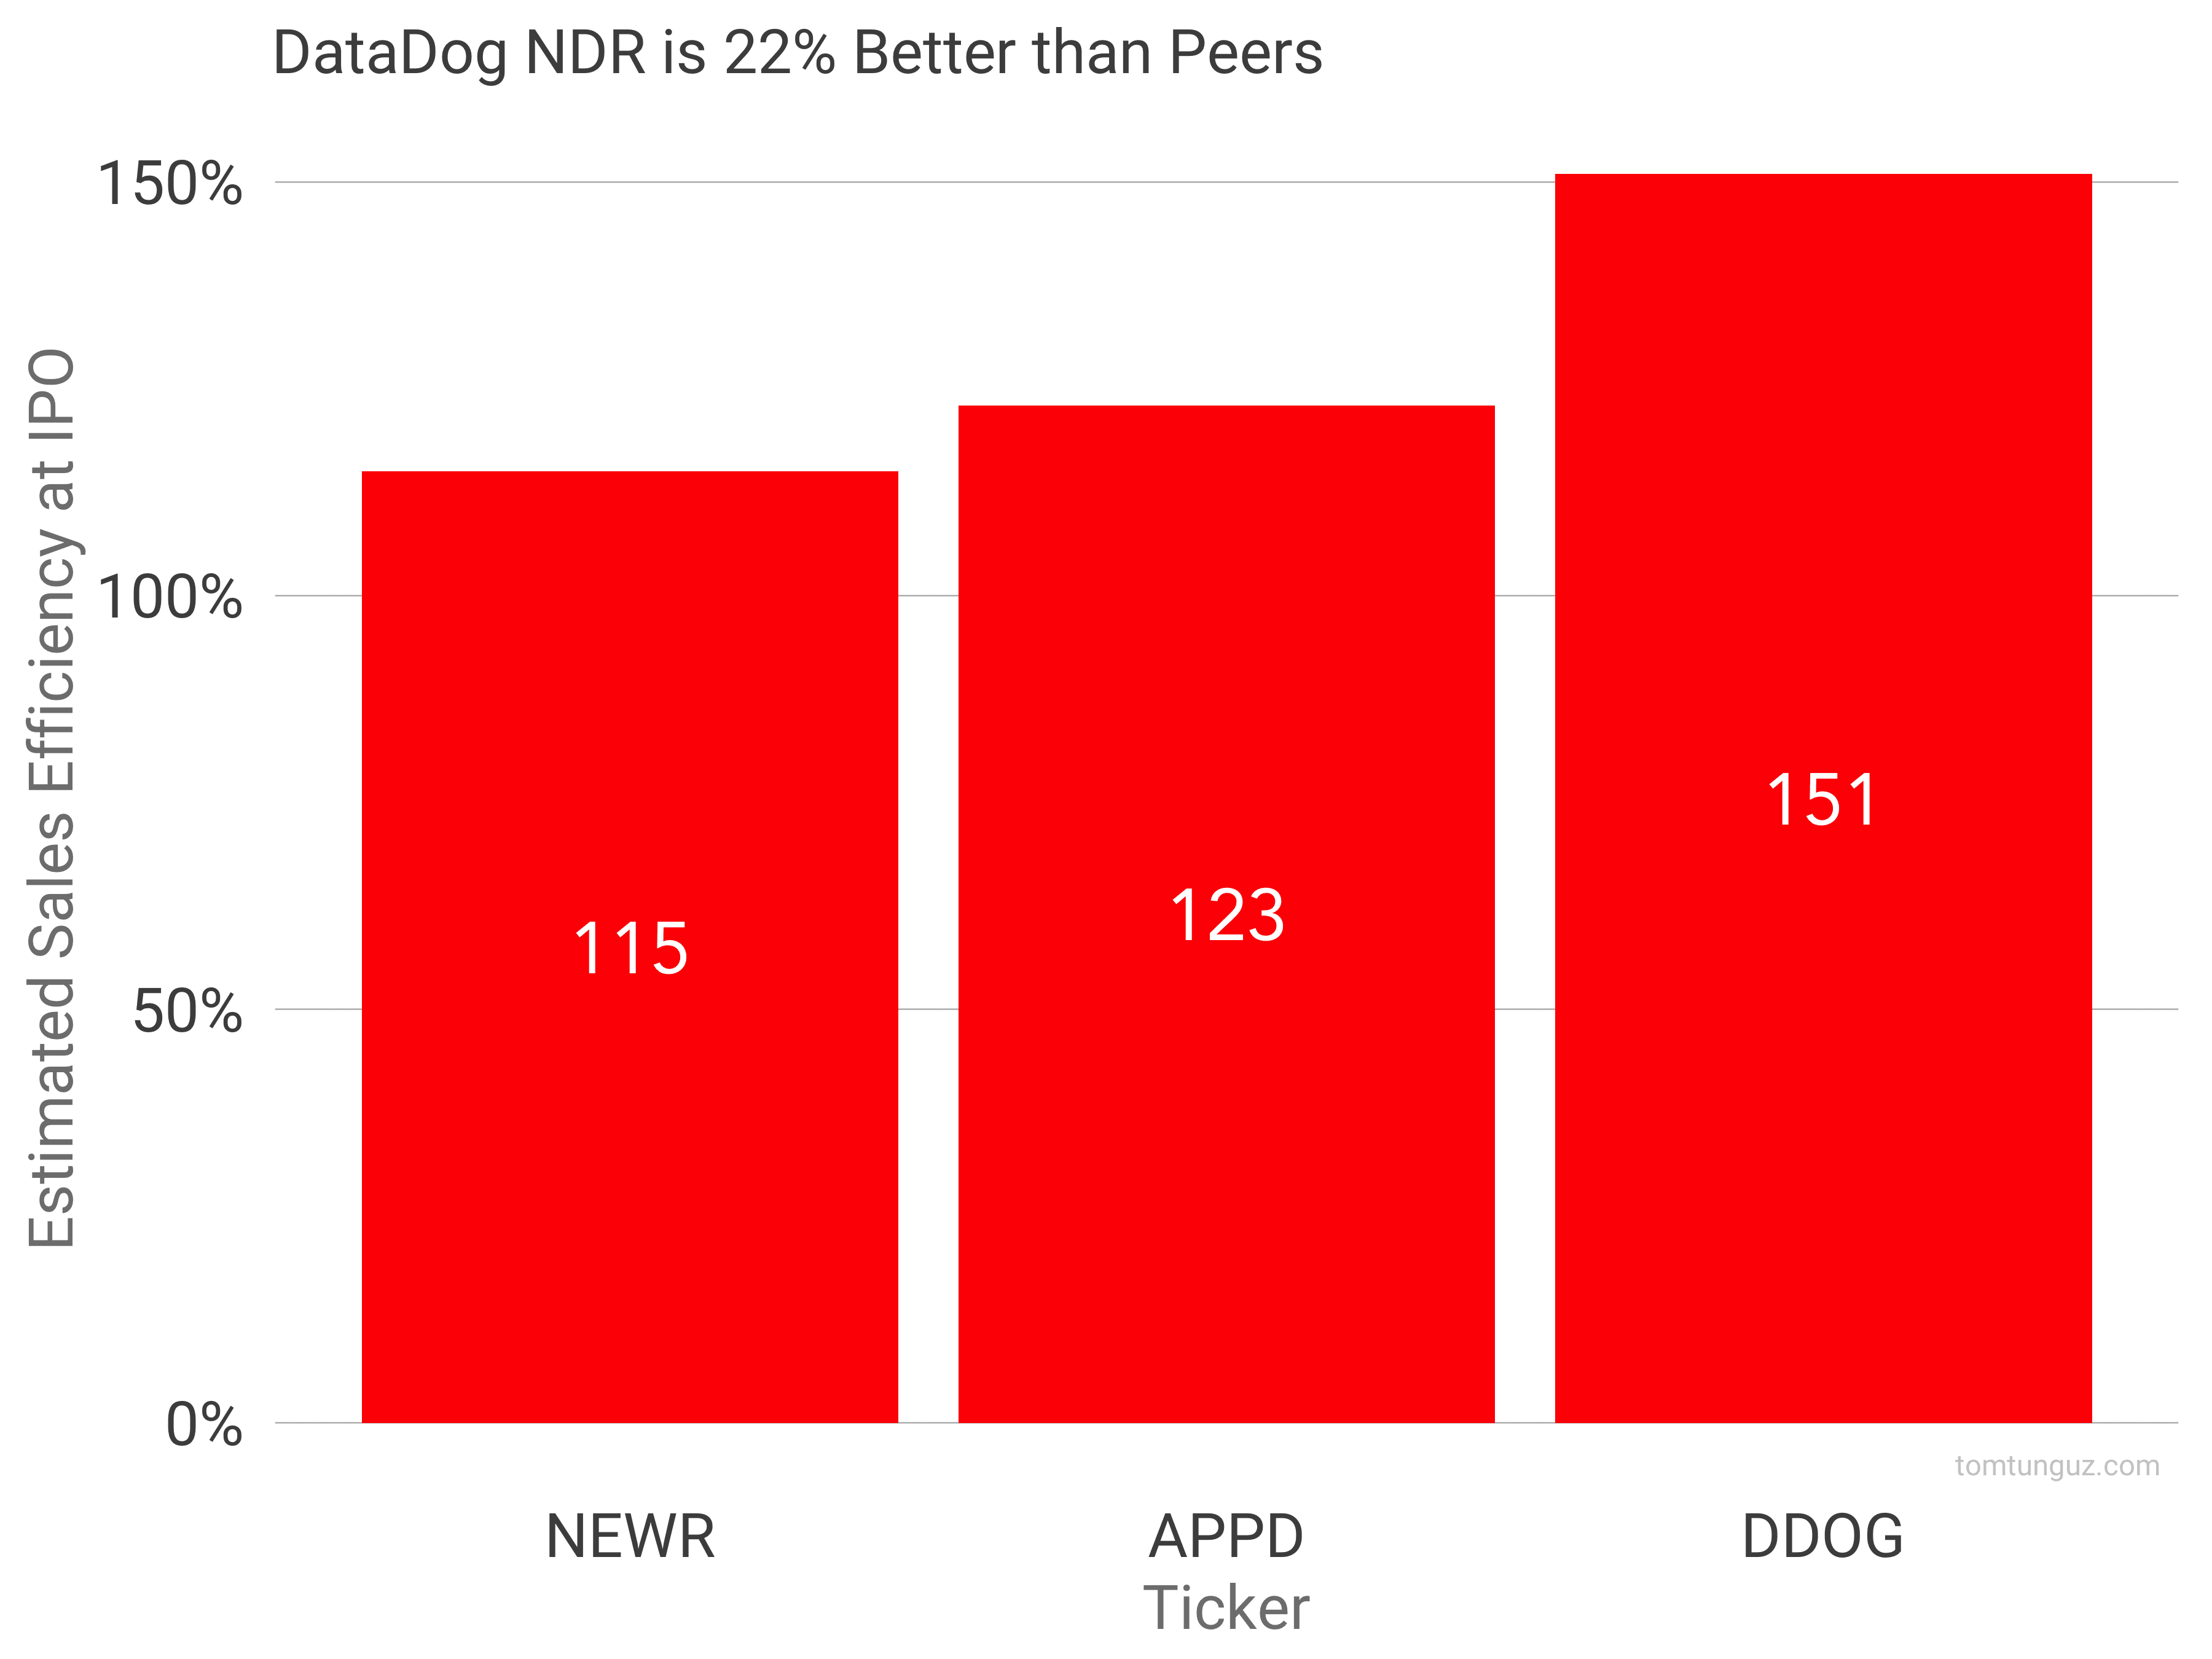 DataDog NDR is 22% Better than Peers
Estimated Sales Efficiency at IPO
150%
100%
50%
0%
115
123
151
tomtunguz.com
NEWR
APPD
DDOG
Ticker